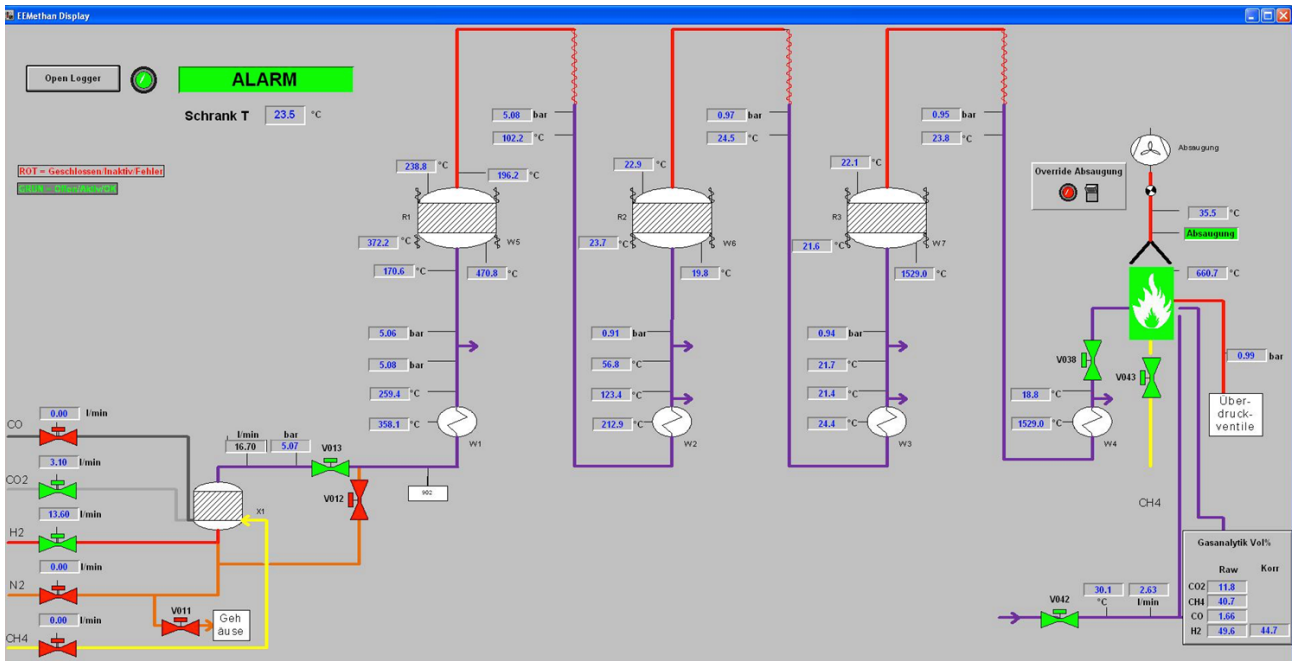 EEMethan Display
Open Logger
ALARM
Schrank T 23.5 °C
ROT = Geschlossen/Inaktiv/Fehler
GRÜN = Offen/Aktiv/OK
5.08 bar
102.2 °C
0.97 bar
24.5 °C
0.95 bar
23.8 °C
Absaugung
Override Absaugung
35.5 °C
Absaugung
660.7 °C
238.8 °C
196.2 °C
R1
372.2 °C
W5
170.6 °C
470.8 °C
5.06 bar
5.08 bar
259.4 °C
358.1 °C
W1
22.9 °C
R2
23.7 °C
W6
19.8 °C
0.91 bar
56.8 °C
123.4 °C
212.9 °C
W2
22.1 °C
R3
21.6 °C
W7
1529.0 °C
0.94 bar
21.7 °C
21.4 °C
24.4 °C
W3
V038
V043
18.8 °C
1529.0 °C
W4
0.99 bar
Über-
druck-
ventile
CH4
0.00 l/min
CO
3.10 l/min
CO2
13.60 l/min
H2
0.00 l/min
N2
0.00 l/min
CH4
l/min bar
16.70 5.07
V013
V012
902
X1
V011
Geh
äuse
V042
30.1 2.63
°C l/min
Gasanalytik Vol%
Raw Korr
CO2 11.8
CH4 40.7
CO 1.66
H2 49.6 44.7